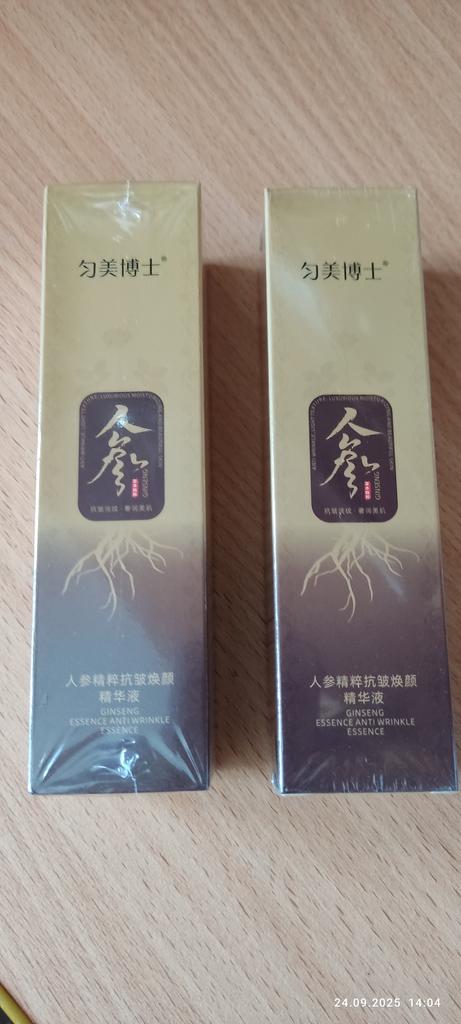 匀美博士®
人参
GINSENG
抗皱淡纹·奢润美肌
人参精粹抗皱焕颜
精华液
GINSENG
ESSENCE ANTI WRINKLE
ESSENCE
匀美博士®
人参
GINSENG
抗皱淡纹·奢润美肌
人参精粹抗皱焕颜
精华液
GINSENG
ESSENCE ANTI WRINKLE
ESSENCE
24.09.2025 14:04